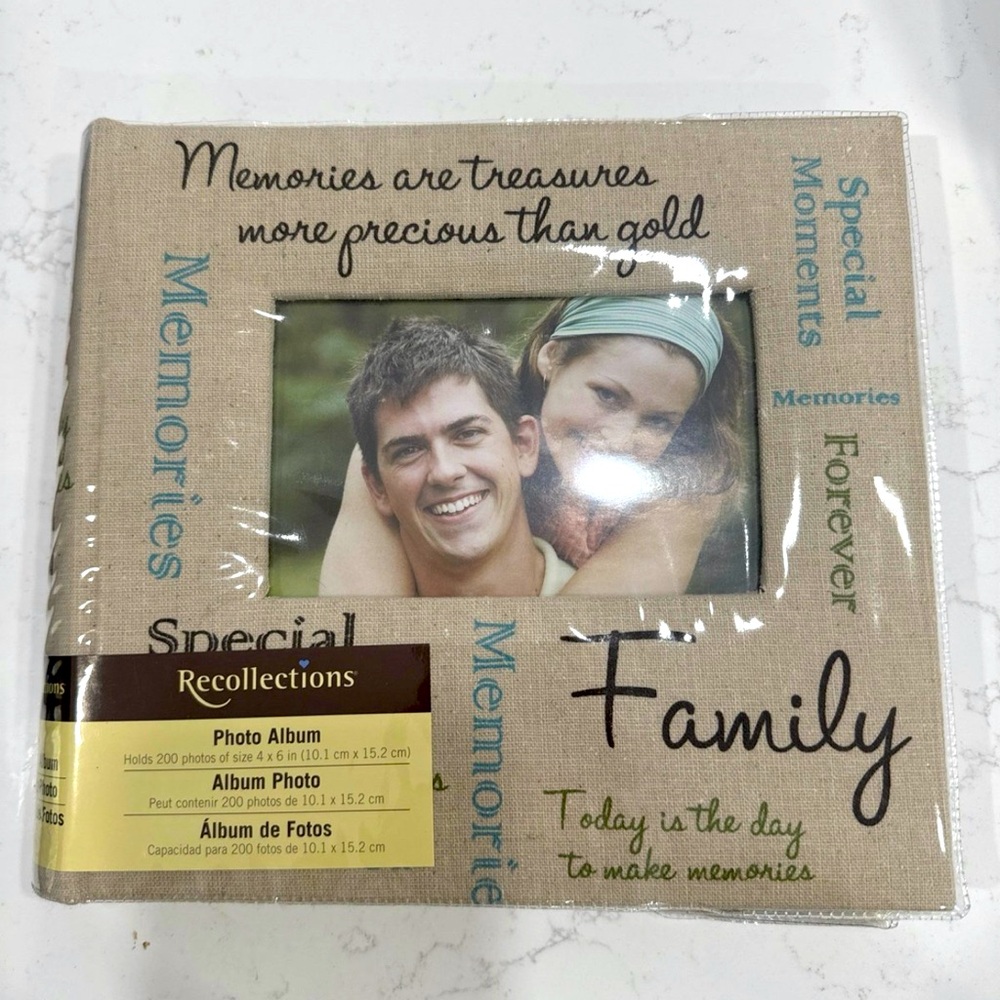 Memories are treasures
more precious than gold
Special
Moments
Memories
Memories
Forever
Special
Memorie
Family
Today is the day
to make memories
Recollections
Photo Album
Holds 200 photos of size 4 x 6 in (10.1 cm x 15.2 cm)
Album Photo
Peut contenir 200 photos de 10.1 x 15.2 cm
Álbum de Fotos
Capacidad para 200 fotos de 10.1 x 15.2 cm